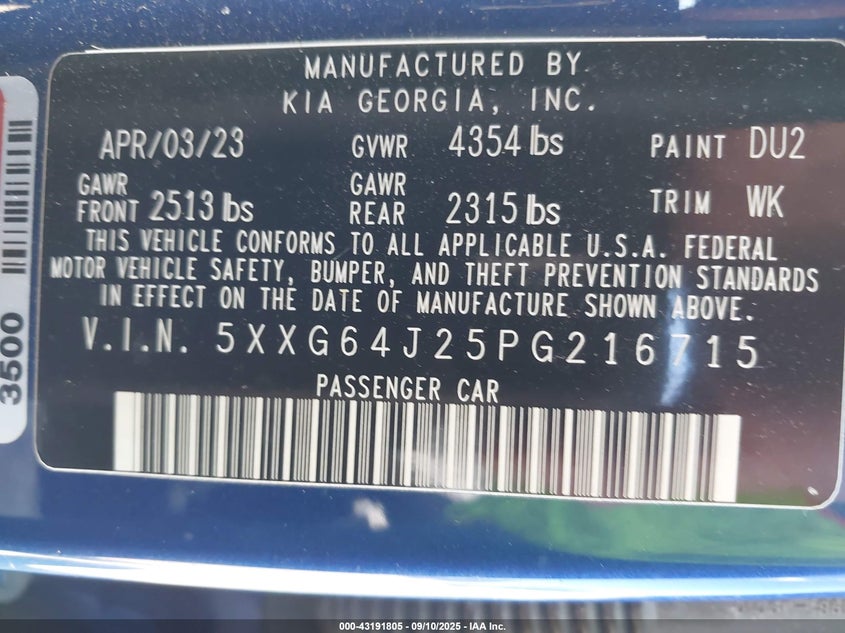 MANUFACTURED BY
KIA GEORGIA, INC.
APR/03/23 GVWR 4354 lbs PAINT DU2
GAWR FRONT 2513 lbs GAWR REAR 2315 lbs TRIM WK
THIS VEHICLE CONFORMS TO ALL APPLICABLE U.S.A. FEDERAL
MOTOR VEHICLE SAFETY, BUMPER, AND THEFT PREVENTION STANDARDS
IN EFFECT ON THE DATE OF MANUFACTURE SHOWN ABOVE.
V.I.N. 5XXG64J25PG216715
PASSENGER CAR
3500
000-43191805 - 09/10/2025 - IAA Inc.